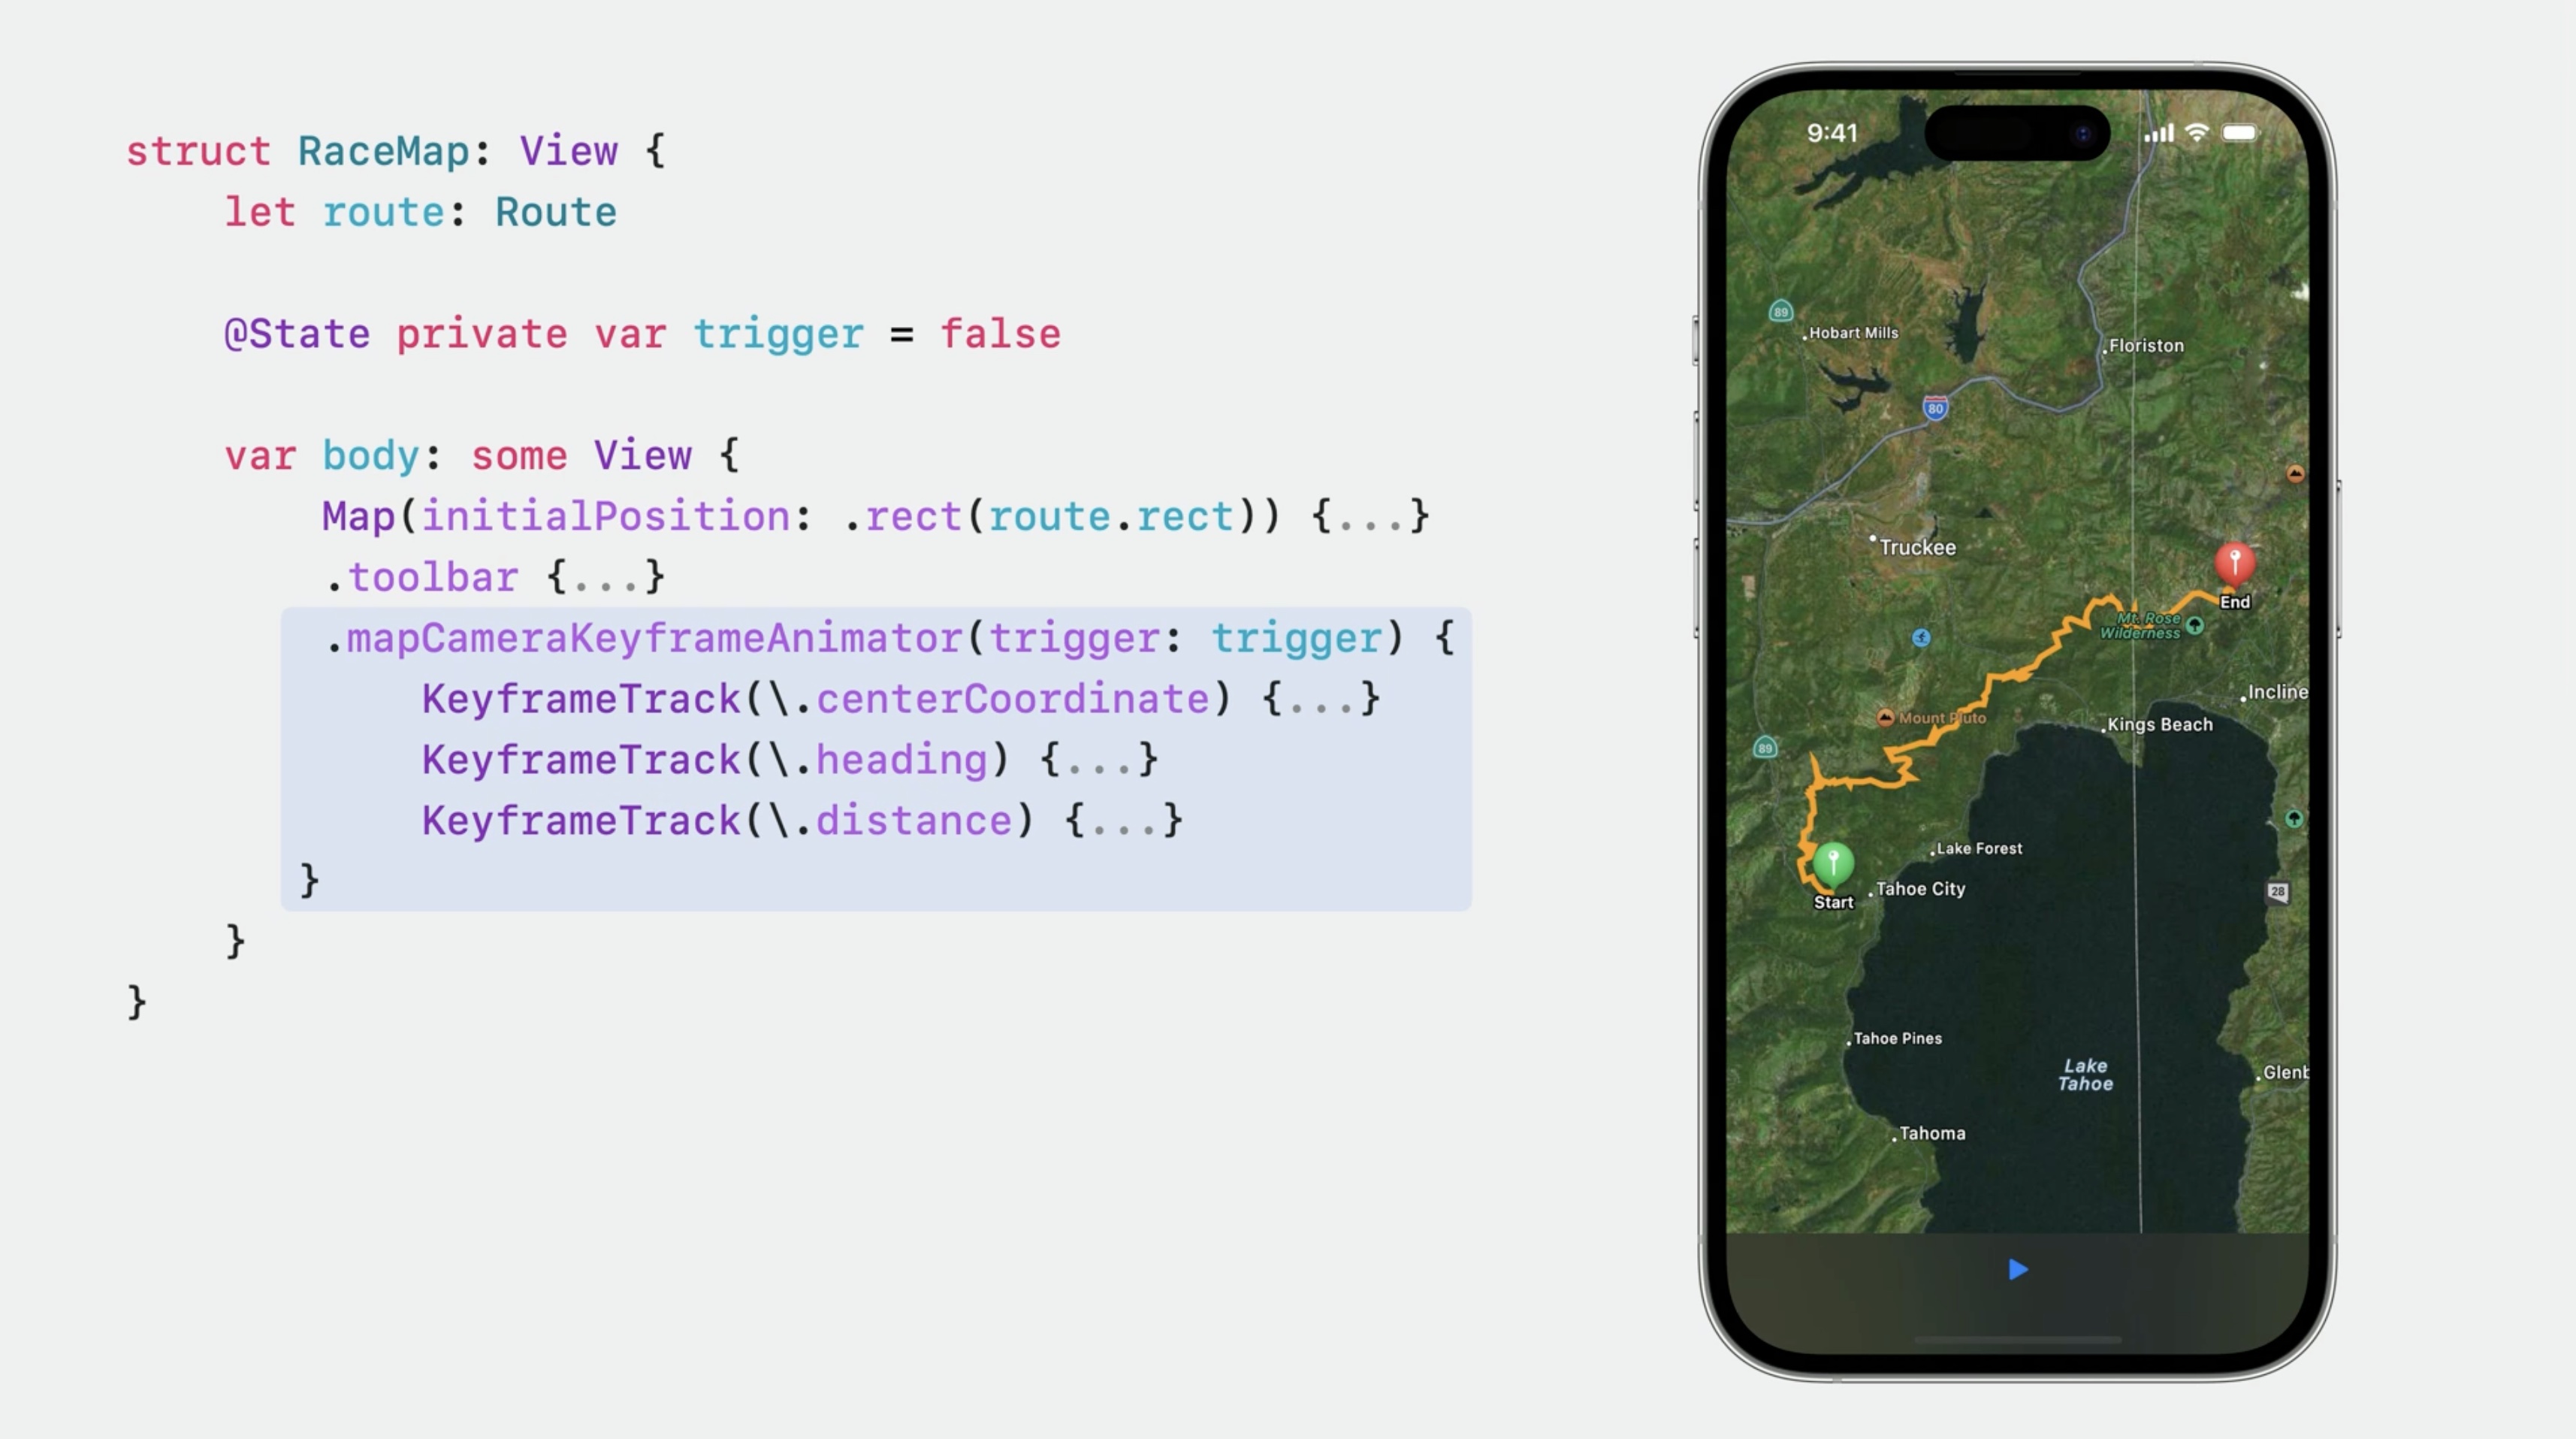 struct RaceMap: View {
let route: Route
@State private var trigger = false
var body: some View {
Map(initialPosition: .rect(route.rect)) {...}
.toolbar {...}
.mapCameraKeyframeAnimator(trigger: trigger) {
KeyframeTrack(\.centerCoordinate) {...}
KeyframeTrack(\.heading) {...}
KeyframeTrack(\.distance) {...}
}
}
}
9:41
89
Hobart Mills
Floriston
80
Truckee
End
Mt. Rose
Wilderness
Incline
Mount Pluto
Kings Beach
89
Lake Forest
Tahoe City
28
Start
Tahoe Pines
Lake
Tahoe
Glenb
Tahoma